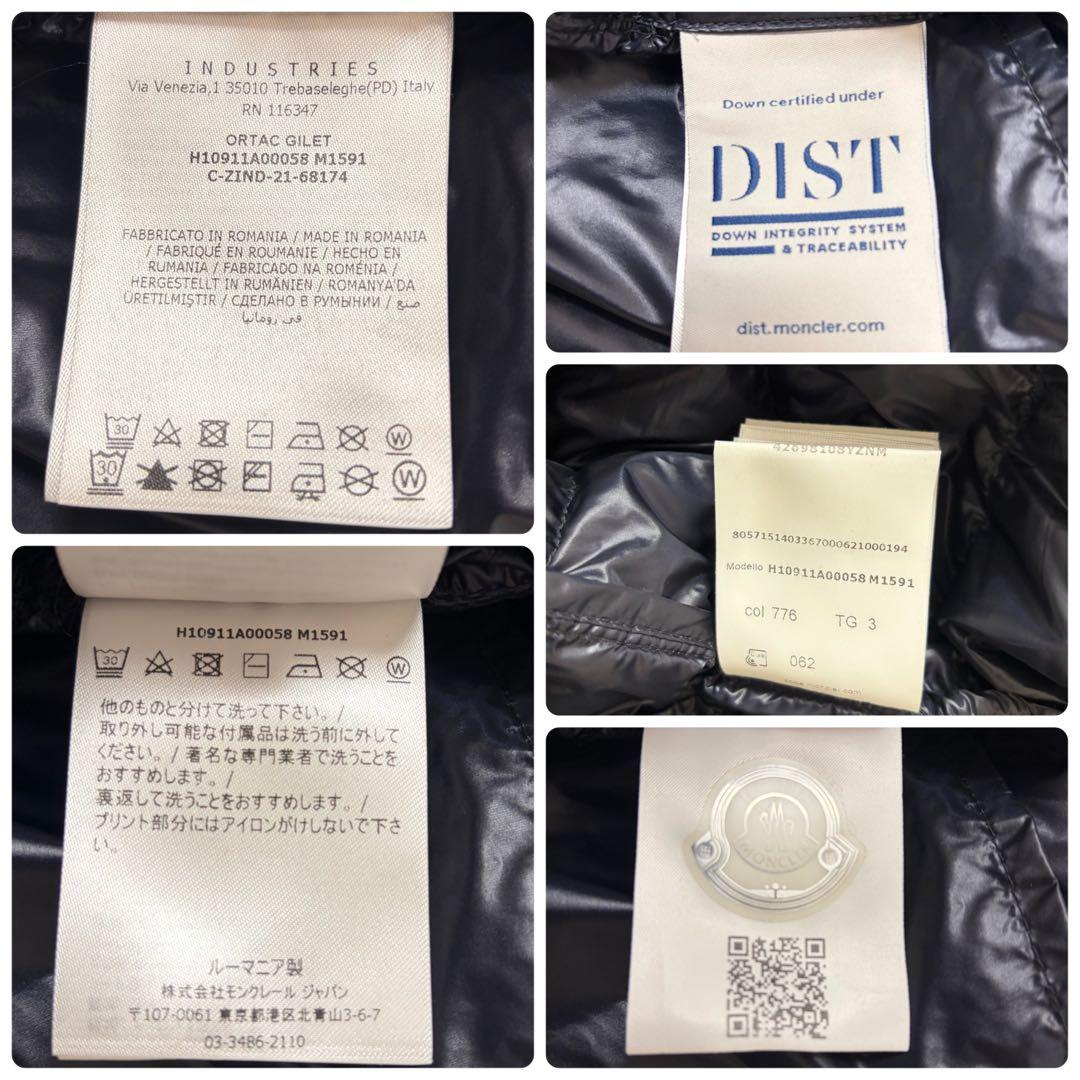 INDUSTRIES
Via Venezia,1 35010 Trebaseleghe(PD) Italy
RN 116347
ORTAC GILET
H10911A00058 M1591
C-ZIND-21-68174
FABBRICATO IN ROMANIA / MADE IN ROMANIA
/ FABRIQUÉ EN ROUMANIE / HECHO EN
RUMANIA / FABRICADO NA ROMÉNIA /
HERGESTELLT IN RUMÄNIEN / ROMANYA'DA
ÜRETILMIŞTIR / СДЕЛАНО В РУМЫНИИ / صنع
في رومانيا
30
W
30
W
Down certified under
DIST
DOWN INTEGRITY SYSTEM
& TRACEABILITY
dist.moncler.com
42698108YZNM
8057151403367000621000194
Modello H10911A00058 M1591
col 776 TG 3
062
code.moncler.com
H10911A00058 M1591
30
W
他のものと分けて洗って下さい。/
取り外し可能な付属品は洗う前に外して
ください。/ 著名な専門業者で洗うことを
おすすめします。/
裏返して洗うことをおすすめします。/
プリント部分にはアイロンがけしないで下さ
い。
ルーマニア製
株式会社モンクレール ジャパン
〒107-0061 東京都港区北青山3-6-7
03-3486-2110
MONCLER